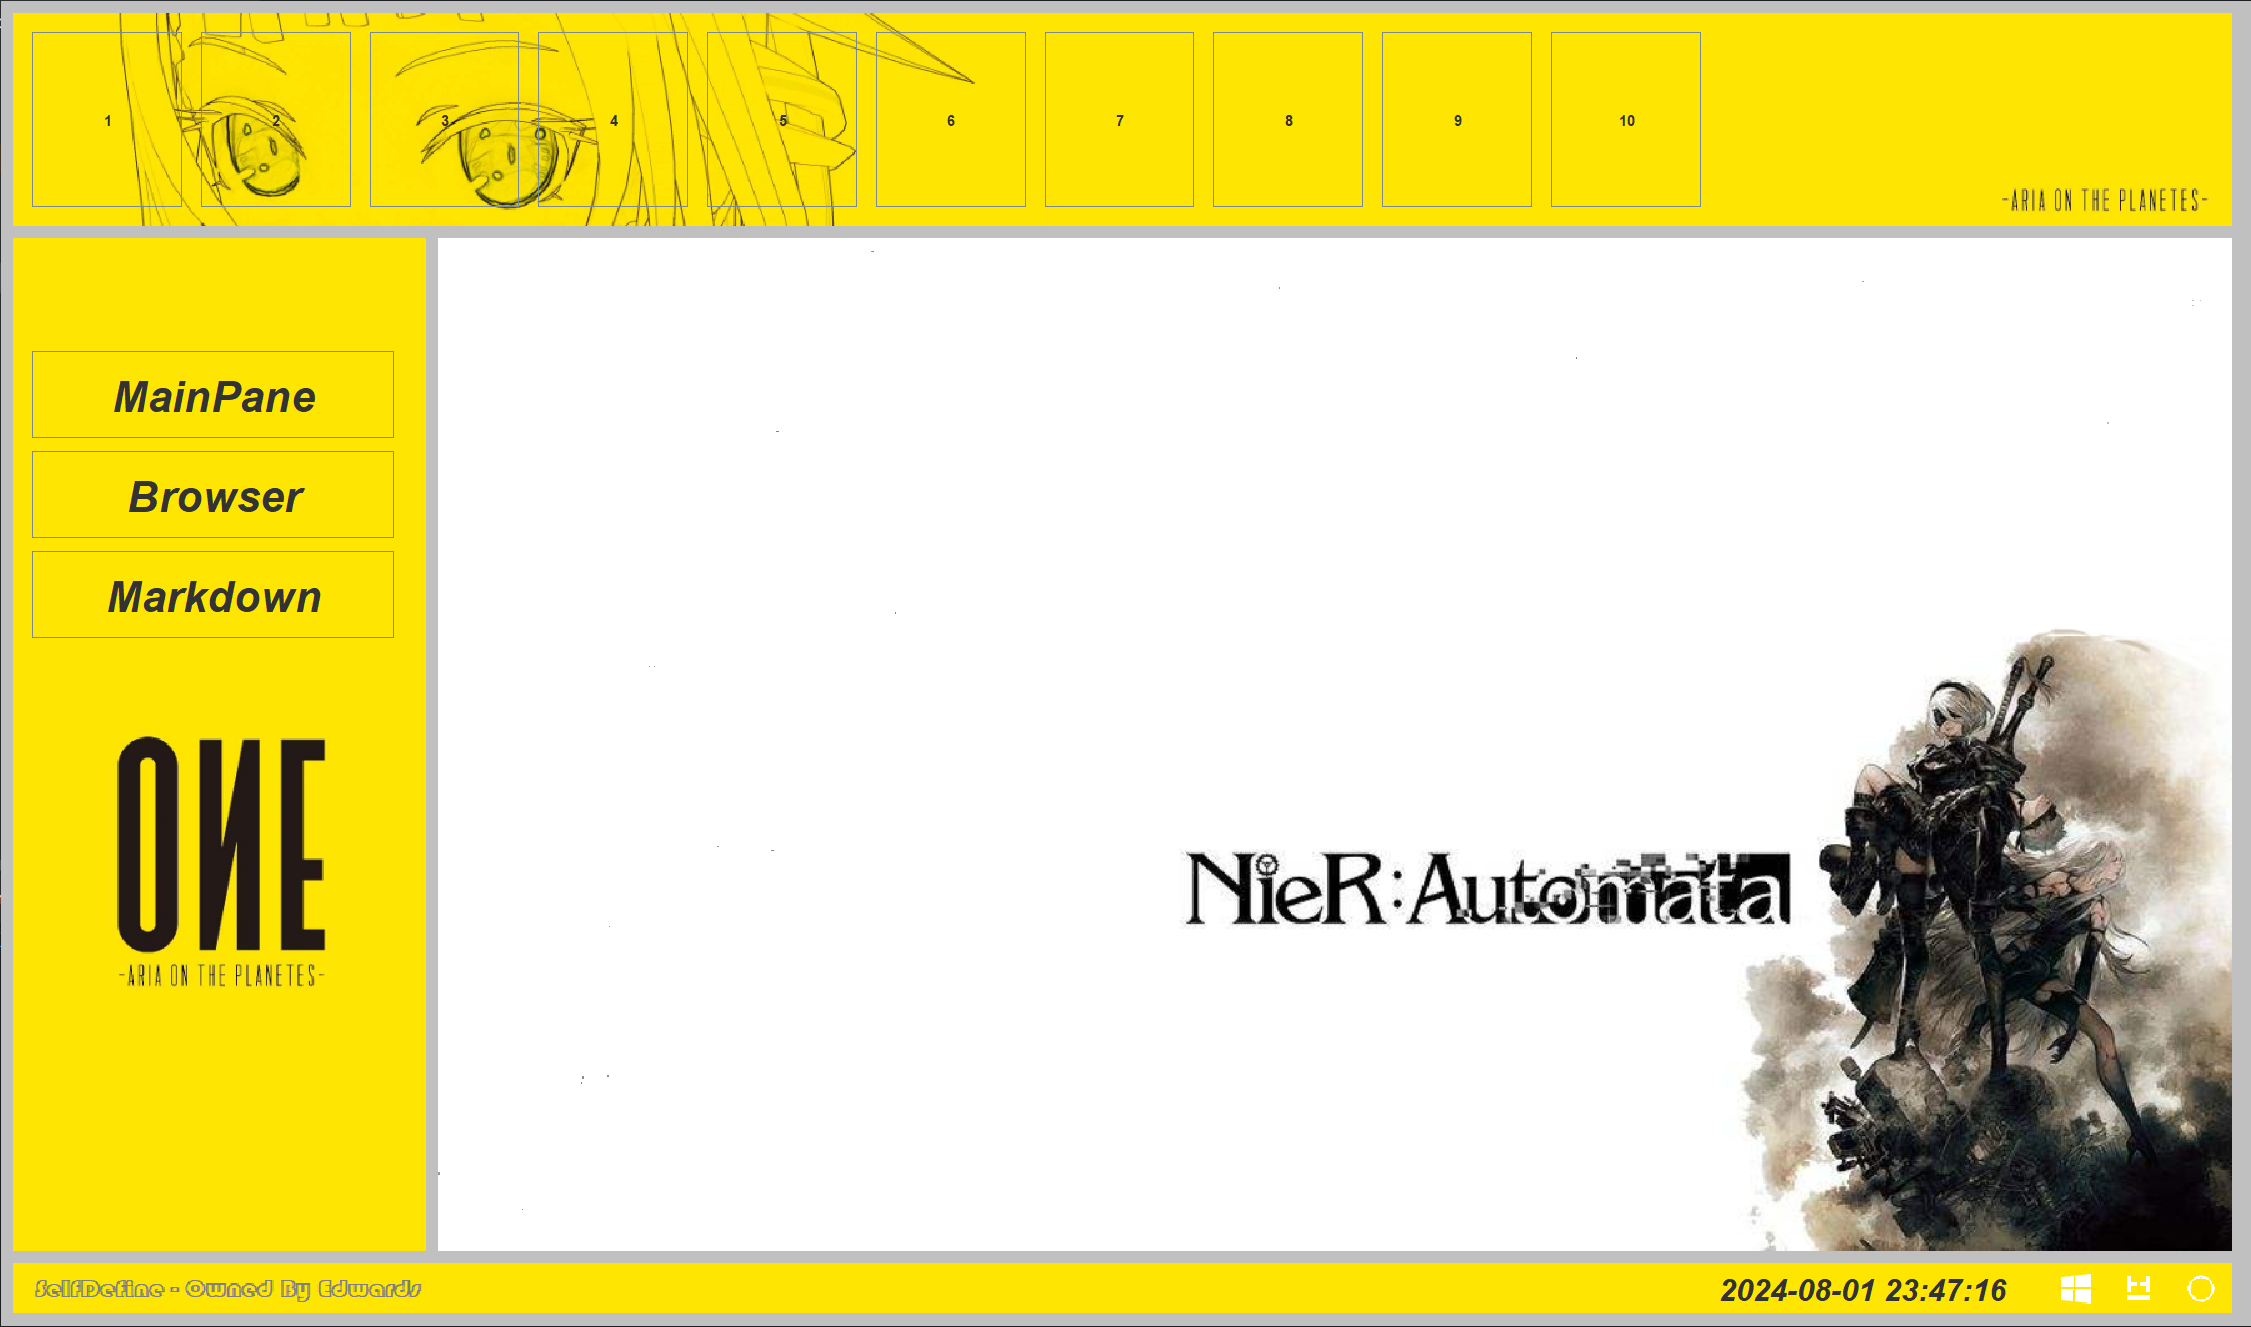 1 2 3 4 5 6 7 8 9 10
-ARIA ON THE PLANETES-
MainPane
Browser
Markdown
OИE
-ARIA ON THE PLANETES-
NieR:Automata
SelfDefine - Owned By Edwards
2024-08-01 23:47:16